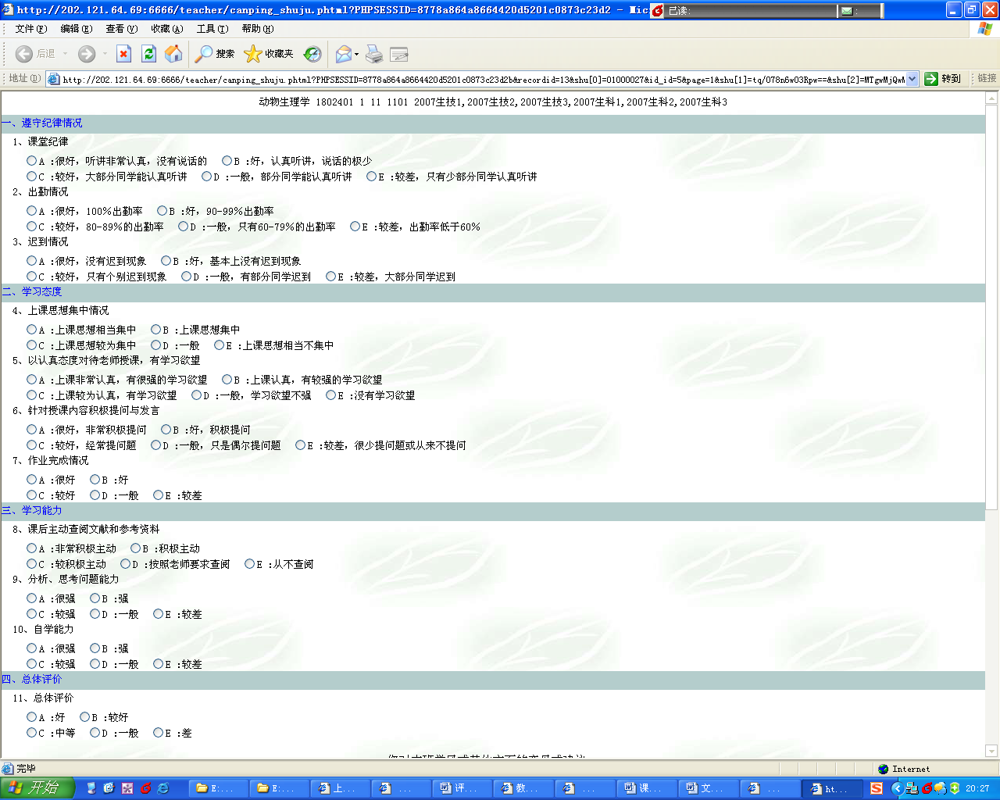 http://202.121.64.69:6666/teacher/canping_shuju.phtml?PHPSESSID=8778a864a8664420d5201c0873c23d2 - Mic
已读:
:
文件(F) 编辑(E) 查看(V) 收藏(A) 工具(T) 帮助(H)
后退 搜索 收藏夹
地址(D) http://202.121.64.69:6666/teacher/canping_shuju.phtml?PHPSESSID=8778a864a8664420d5201c0873c23d2b&recordid=13&shu[0]=01000027&id_id=5&page=1&shu[1]=tq/078n6w03Rpw==&shu[2]=MTgwMjQwM 转到 链接
动物生理学 1802401 1 11 1101 2007生技1,2007生技2,2007生技3,2007生科1,2007生科2,2007生科3
一、遵守纪律情况
1、课堂纪律
A :很好, 听讲非常认真, 没有说话的 B :好, 认真听讲, 说话的极少
C :较好, 大部分同学能认真听讲 D :一般, 部分同学能认真听讲 E :较差, 只有少部分同学认真听讲
2、出勤情况
A :很好, 100%出勤率 B :好, 90-99%出勤率
C :较好, 80-89%的出勤率 D :一般, 只有60-79%的出勤率 E :较差, 出勤率低于60%
3、迟到情况
A :很好, 没有迟到现象 B :好, 基本上没有迟到现象
C :较好, 只有个别迟到现象 D :一般, 有部分同学迟到 E :较差, 大部分同学迟到
二、学习态度
4、上课思想集中情况
A :上课思想相当集中 B :上课思想集中
C :上课思想较为集中 D :一般 E :上课思想相当不集中
5、以认真态度对待老师授课, 有学习欲望
A :上课非常认真, 有很强的学习欲望 B :上课认真, 有较强的学习欲望
C :上课较为认真, 有学习欲望 D :一般, 学习欲望不强 E :没有学习欲望
6、针对授课内容积极提问与发言
A :很好, 非常积极提问 B :好, 积极提问
C :较好, 经常提问题 D :一般, 只是偶尔提问题 E :较差, 很少提问题或从来不提问
7、作业完成情况
A :很好 B :好
C :较好 D :一般 E :较差
三、学习能力
8、课后主动查阅文献和参考资料
A :非常积极主动 B :积极主动
C :较积极主动 D :按照老师要求查阅 E :从不查阅
9、分析、思考问题能力
A :很强 B :强
C :较强 D :一般 E :较差
10、自学能力
A :很强 B :强
C :较强 D :一般 E :较差
四、总体评价
11、总体评价
A :好 B :较好
C :中等 D :一般 E :差
完毕 Internet
开始 E:... E:... 上... ... 评... 教... ... 课... 文... ... ht... 20:27